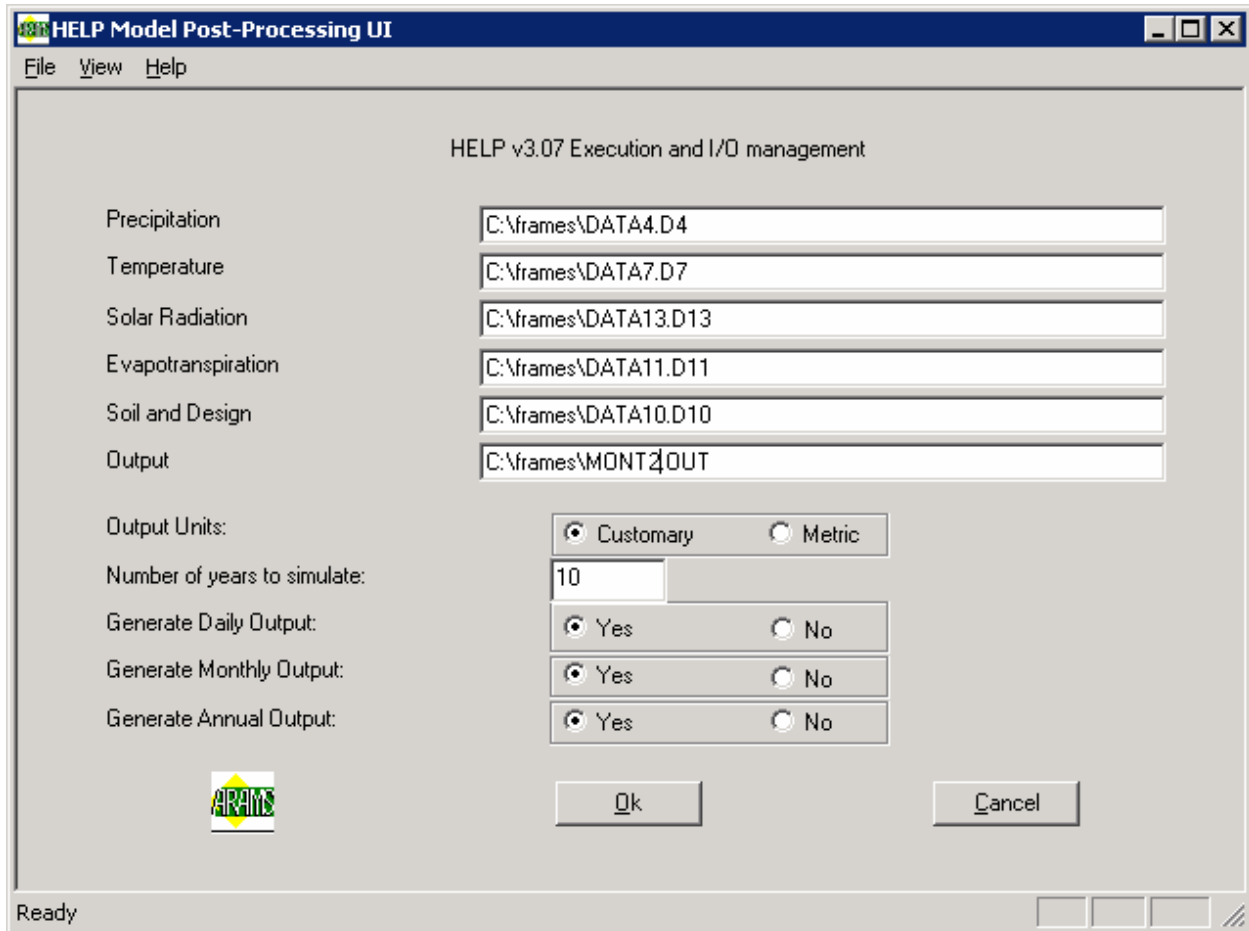 ARAMS HELP Model Post-Processing UI
File View Help
HELP v3.07 Execution and I/O management
Precipitation C:\frames\DATA4.D4
Temperature C:\frames\DATA7.D7
Solar Radiation C:\frames\DATA13.D13
Evapotranspiration C:\frames\DATA11.D11
Soil and Design C:\frames\DATA10.D10
Output C:\frames\MONT2.OUT
Output Units: Customary Metric
Number of years to simulate: 10
Generate Daily Output: Yes No
Generate Monthly Output: Yes No
Generate Annual Output: Yes No
ARAMS Ok Cancel
Ready